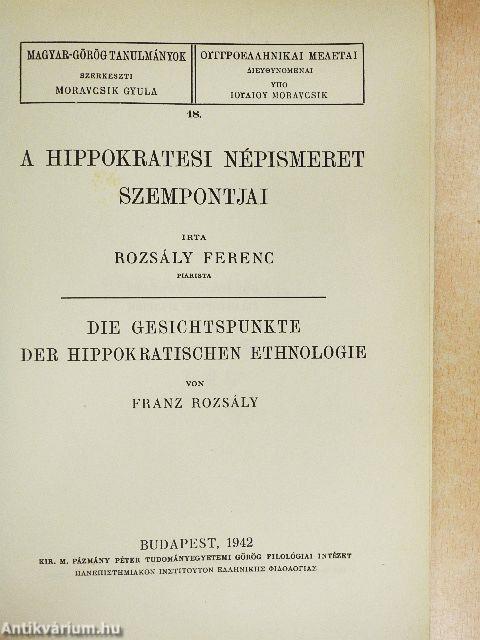 MAGYAR-GÖRÖG TANULMÁNYOK
SZERKESZTI
MORAVCSIK GYULA
ΟΥΓΓΡΟΕΛΛΗΝΙΚΑΙ ΜΕΛΕΤΑΙ
ΔΙΕΥΘΥΝΟΜΕΝΑΙ
ΥΠΟ
ΙΟΥΛΙΟΥ MORAVCSIK
18.
A HIPPOKRATESI NÉPISMERET
SZEMPONTJAI
IRTA
ROZSÁLY FERENC
PIARISTA
DIE GESICHTSPUNKTE
DER HIPPOKRATISCHEN ETHNOLOGIE
VON
FRANZ ROZSÁLY
BUDAPEST, 1942
KIR. M. PÁZMÁNY PÉTER TUDOMÁNYEGYETEMI GÖRÖG FILOLÓGIAI INTÉZET
ΠΑΝΕΠΙΣΤΗΜΙΑΚΟΝ ΙΝΣΤΙΤΟΥΤΟΝ ΕΛΛΗΝΙΚΗΣ ΦΙΛΟΛΟΓΙΑΣ
Antikvárium.hu